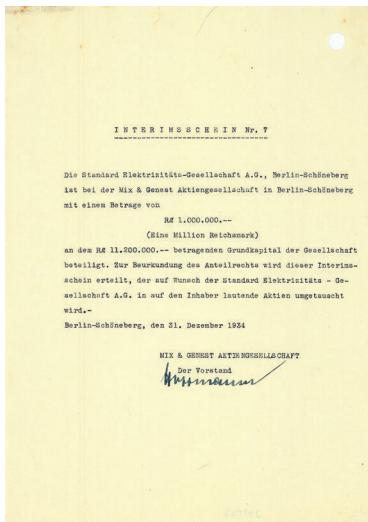 INTERIMSSCHEIN Nr. 7
Die Standard Elektrizitäts-Gesellschaft A.G., Berlin-Schöneberg
ist bei der Mix & Genest Aktiengesellschaft in Berlin-Schöneberg
mit einem Betrage von
RM 1.000.000.--
(Eine Million Reichsmark)
an dem RM 11.200.000.-- betragenden Grundkapital der Gesellschaft
beteiligt. Zur Beurkundung des Anteilrechts wird dieser Interims-
schein erteilt, der auf Wunsch der Standard Elektrizitäts - Ge-
sellschaft A.G. in auf den Inhaber lautende Aktien umgetauscht
wird.-
Berlin-Schöneberg, den 31. Dezember 1934
MIX & GENEST AKTIENGESELLSCHAFT
Der Vorstand